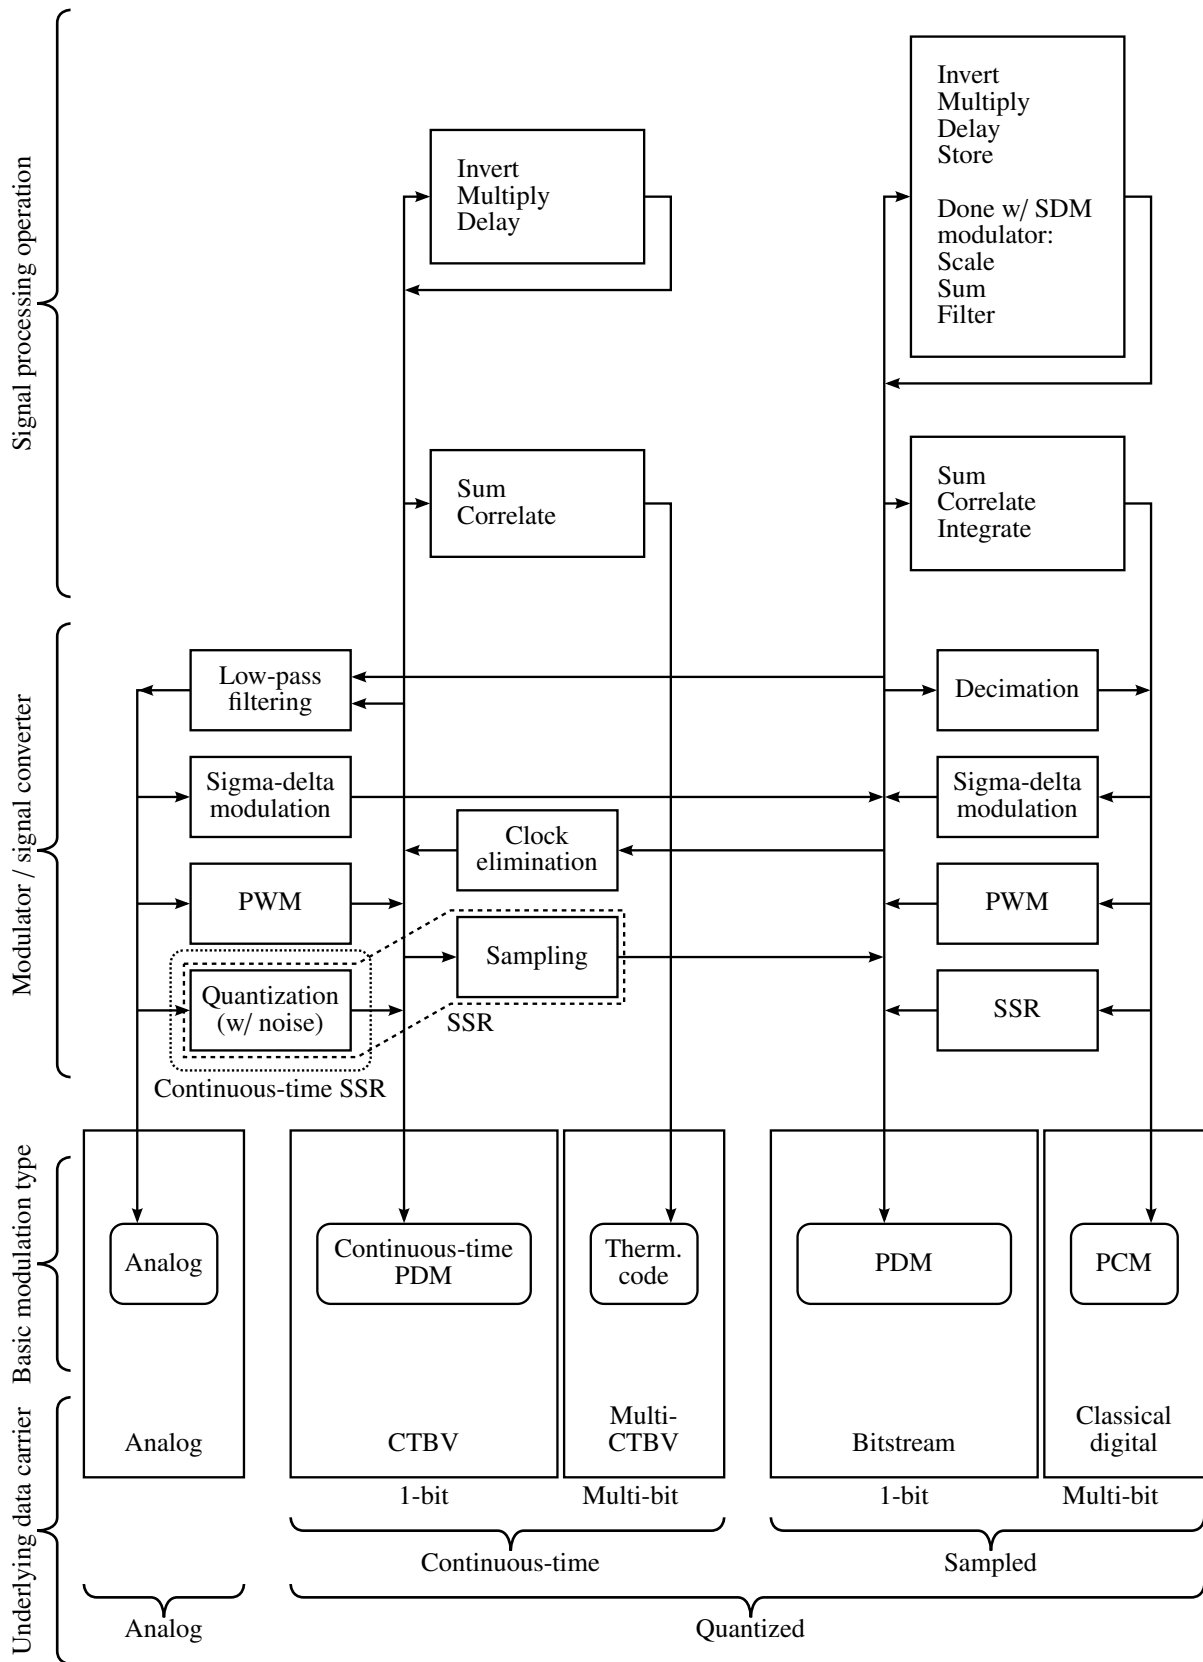 Signal processing operation
Invert
Multiply
Delay
Invert
Multiply
Delay
Store
Done w/ SDM
modulator:
Scale
Sum
Filter
Sum
Correlate
Sum
Correlate
Integrate
Modulator / signal converter
Low-pass
filtering
Decimation
Sigma-delta
modulation
Sigma-delta
modulation
Clock
elimination
PWM
PWM
Sampling
Quantization
(w/ noise)
SSR
SSR
Continuous-time SSR
Basic modulation type
Analog
Continuous-time
PDM
Therm.
code
PDM
PCM
Underlying data carrier
Analog
CTBV
Multi-
CTBV
Bitstream
Classical
digital
1-bit
Multi-bit
1-bit
Multi-bit
Continuous-time
Sampled
Analog
Quantized